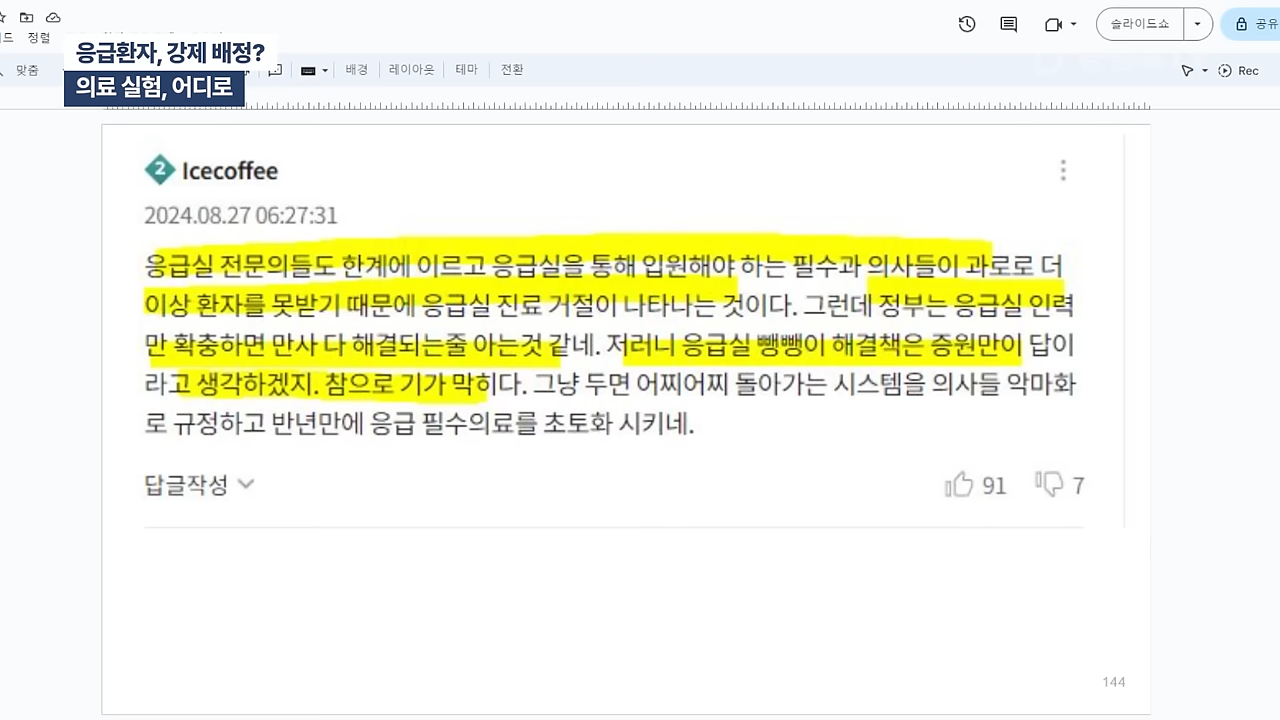 슬라이드쇼
공유
정렬
응급환자, 강제 배정?
의료 실험, 어디로
맞춤
배경
레이아웃
테마
전환
Rec
2 Icecoffee
2024.08.27 06:27:31
응급실 전문의들도 한계에 이르고 응급실을 통해 입원해야 하는 필수과 의사들이 과로로 더
이상 환자를 못받기 때문에 응급실 진료 거절이 나타나는 것이다. 그런데 정부는 응급실 인력
만 확충하면 만사 다 해결되는줄 아는것 같네. 저러니 응급실 뺑뺑이 해결책은 증원만이 답이
라고 생각하겠지. 참으로 기가 막히다. 그냥 두면 어찌어찌 돌아가는 시스템을 의사들 악마화
로 규정하고 반년만에 응급 필수의료를 초토화 시키네.
답글작성
91
7
144